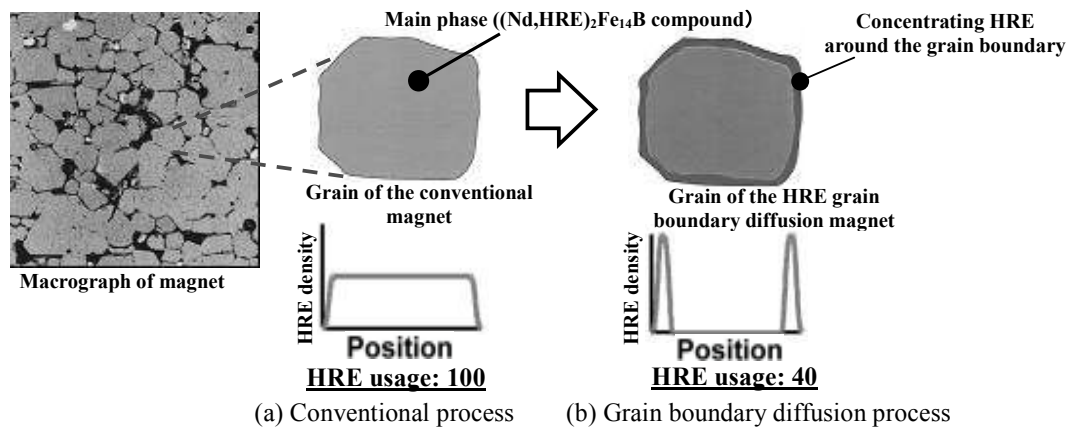 Main phase ((Nd,HRE)₂Fe₁₄B compound)
Concentrating HRE
around the grain boundary
Grain of the conventional
magnet
Grain of the HRE grain
boundary diffusion magnet
Macrograph of magnet
HRE density
Position
HRE usage: 100
HRE density
Position
HRE usage: 40
(a) Conventional process
(b) Grain boundary diffusion process